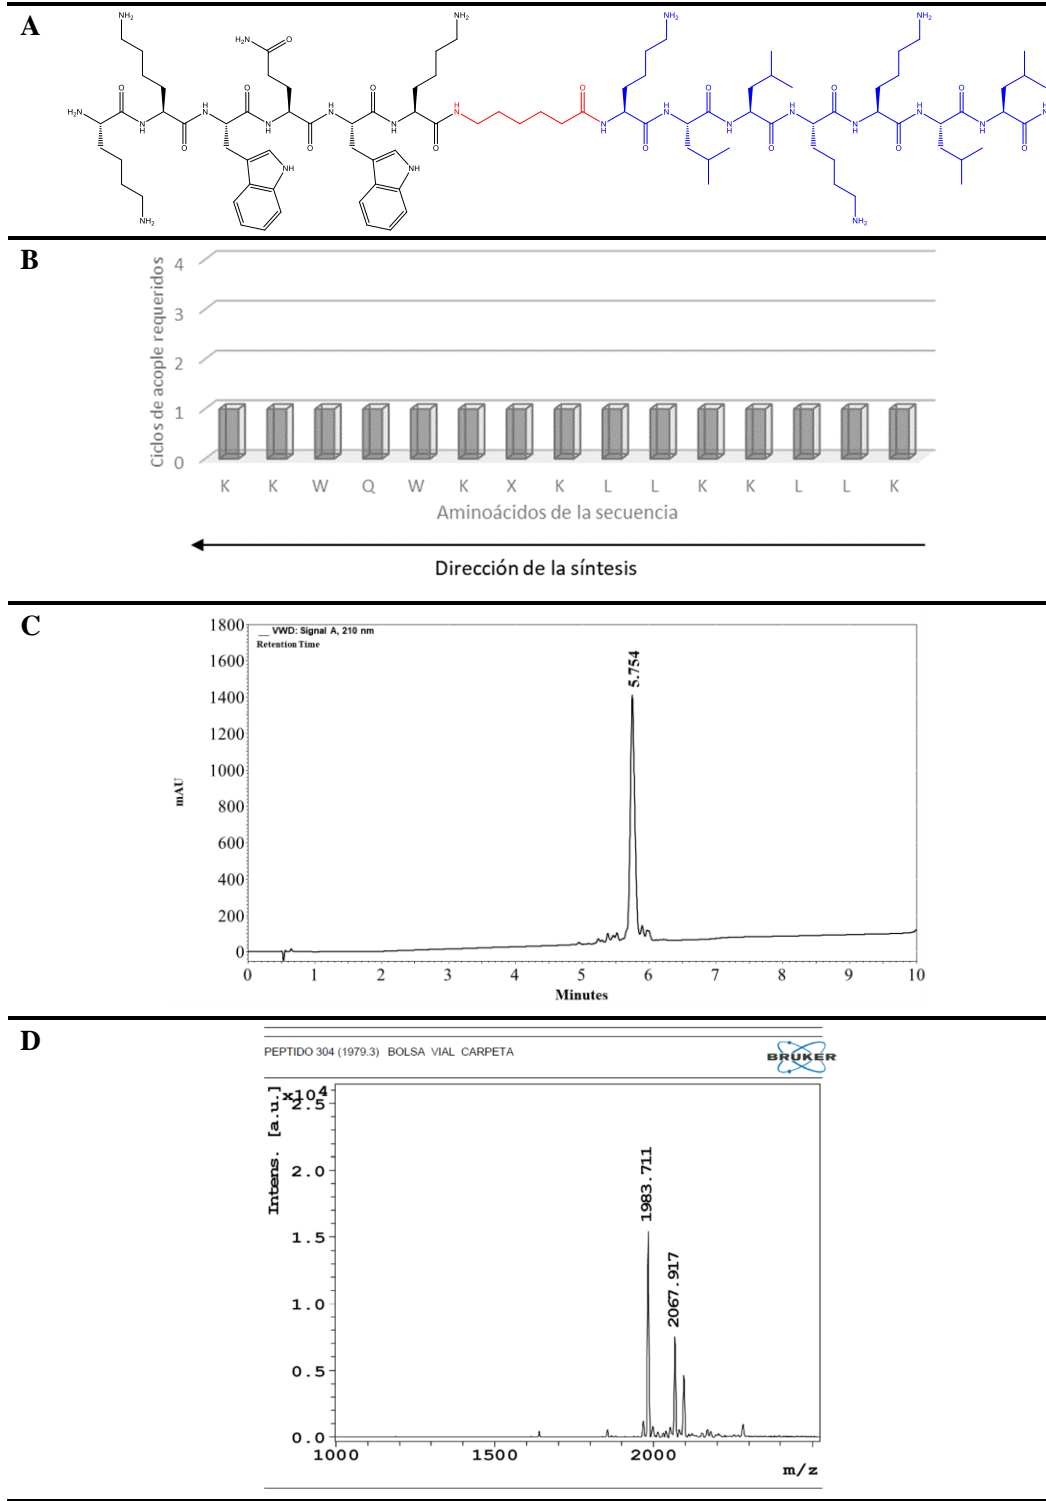 A
NH₂
NH₂
NH₂
NH₂
H₂N
O
H₂N
O
O
O
O
O
O
O
H
N
H
N
H
N
H
N
H
N
H
N
H
N
N
H
N
H
N
H
N
H
N
H
N
H
O
O
O
O
O
O
O
NH
NH
NH₂
NH₂
B
Ciclos de acople requeridos
4
3
2
1
0
K K W Q W K X K L L K K L L K
Aminoácidos de la secuencia
Dirección de la síntesis
C
__ VWD: Signal A, 210 nm
Retention Time
5.754
mAU
1800
1600
1400
1200
1000
800
600
400
200
0
0 1 2 3 4 5 6 7 8 9 10
Minutes
D
PEPTIDO 304 (1979.3) BOLSA VIAL CARPETA
BRUKER
Intens. [a.u.]
x10⁴
2.5
2.0
1.5
1.0
0.5
0.0
1983.711
2067.917
1000 1500 2000
m/z